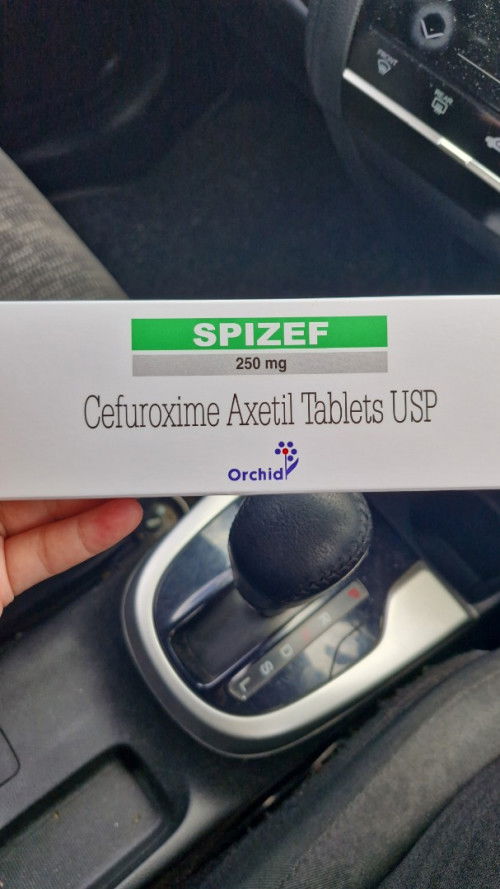 SPIZEF
250 mg
Cefuroxime Axetil Tablets USP
Orchid
R
D
S
L